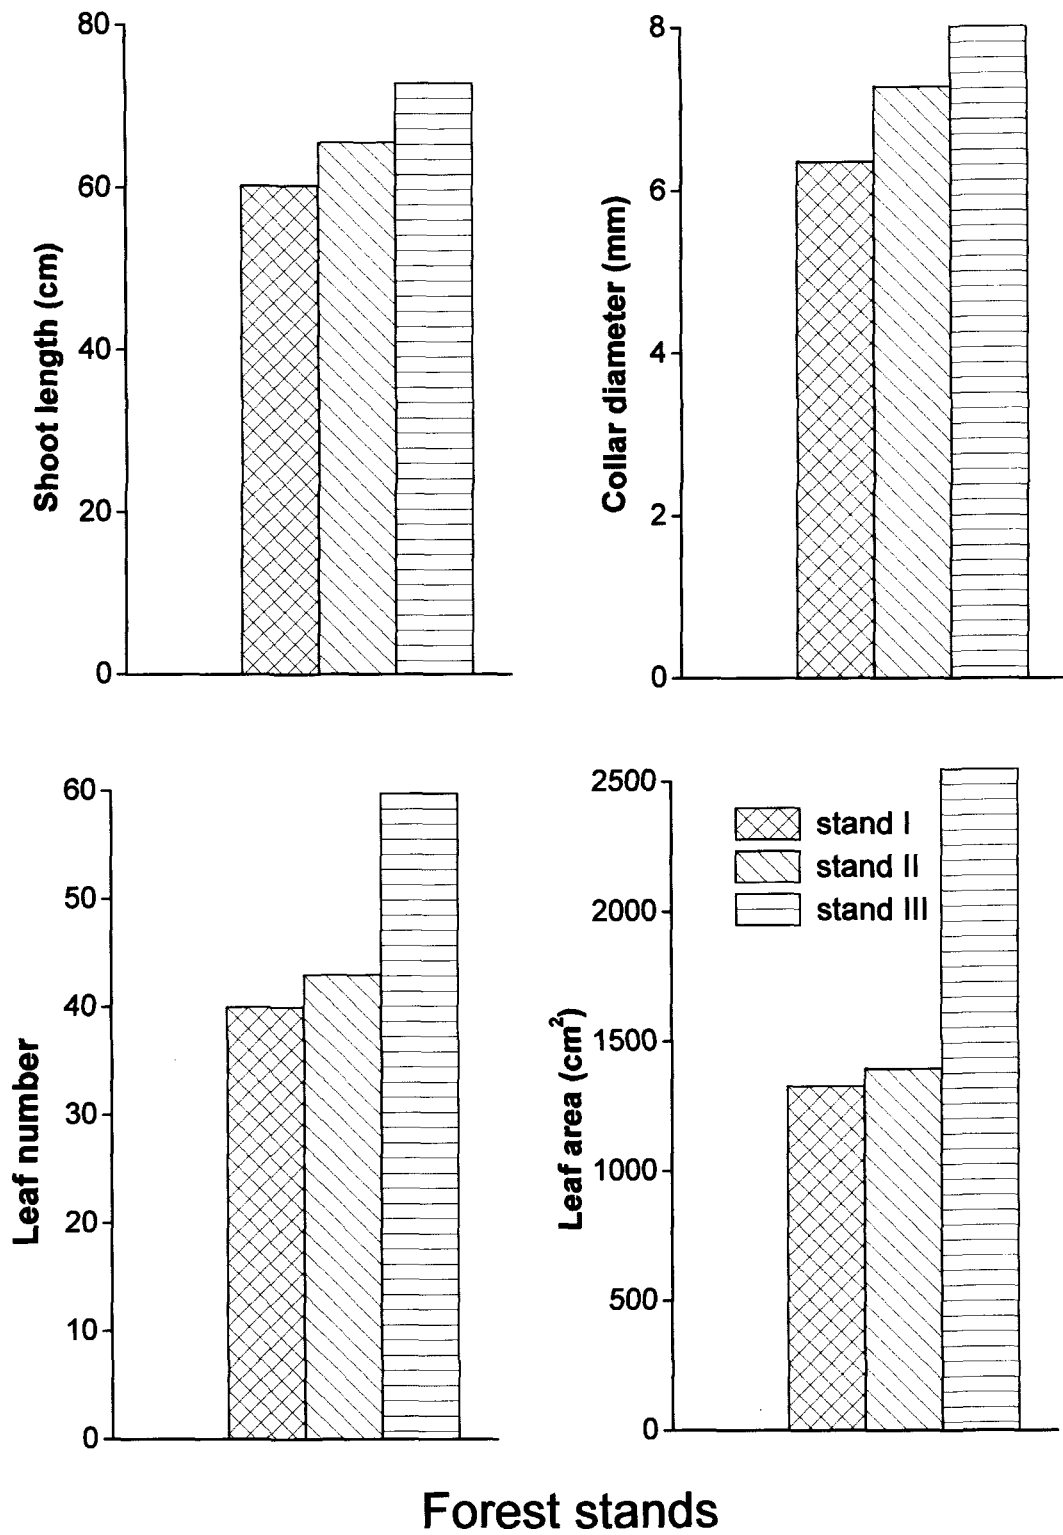 80
60
40
20
0
Shoot length (cm)
8
6
4
2
0
Collar diameter (mm)
60
50
40
30
20
10
0
Leaf number
2500
2000
1500
1000
500
0
Leaf area (cm²)
stand I
stand II
stand III
Forest stands